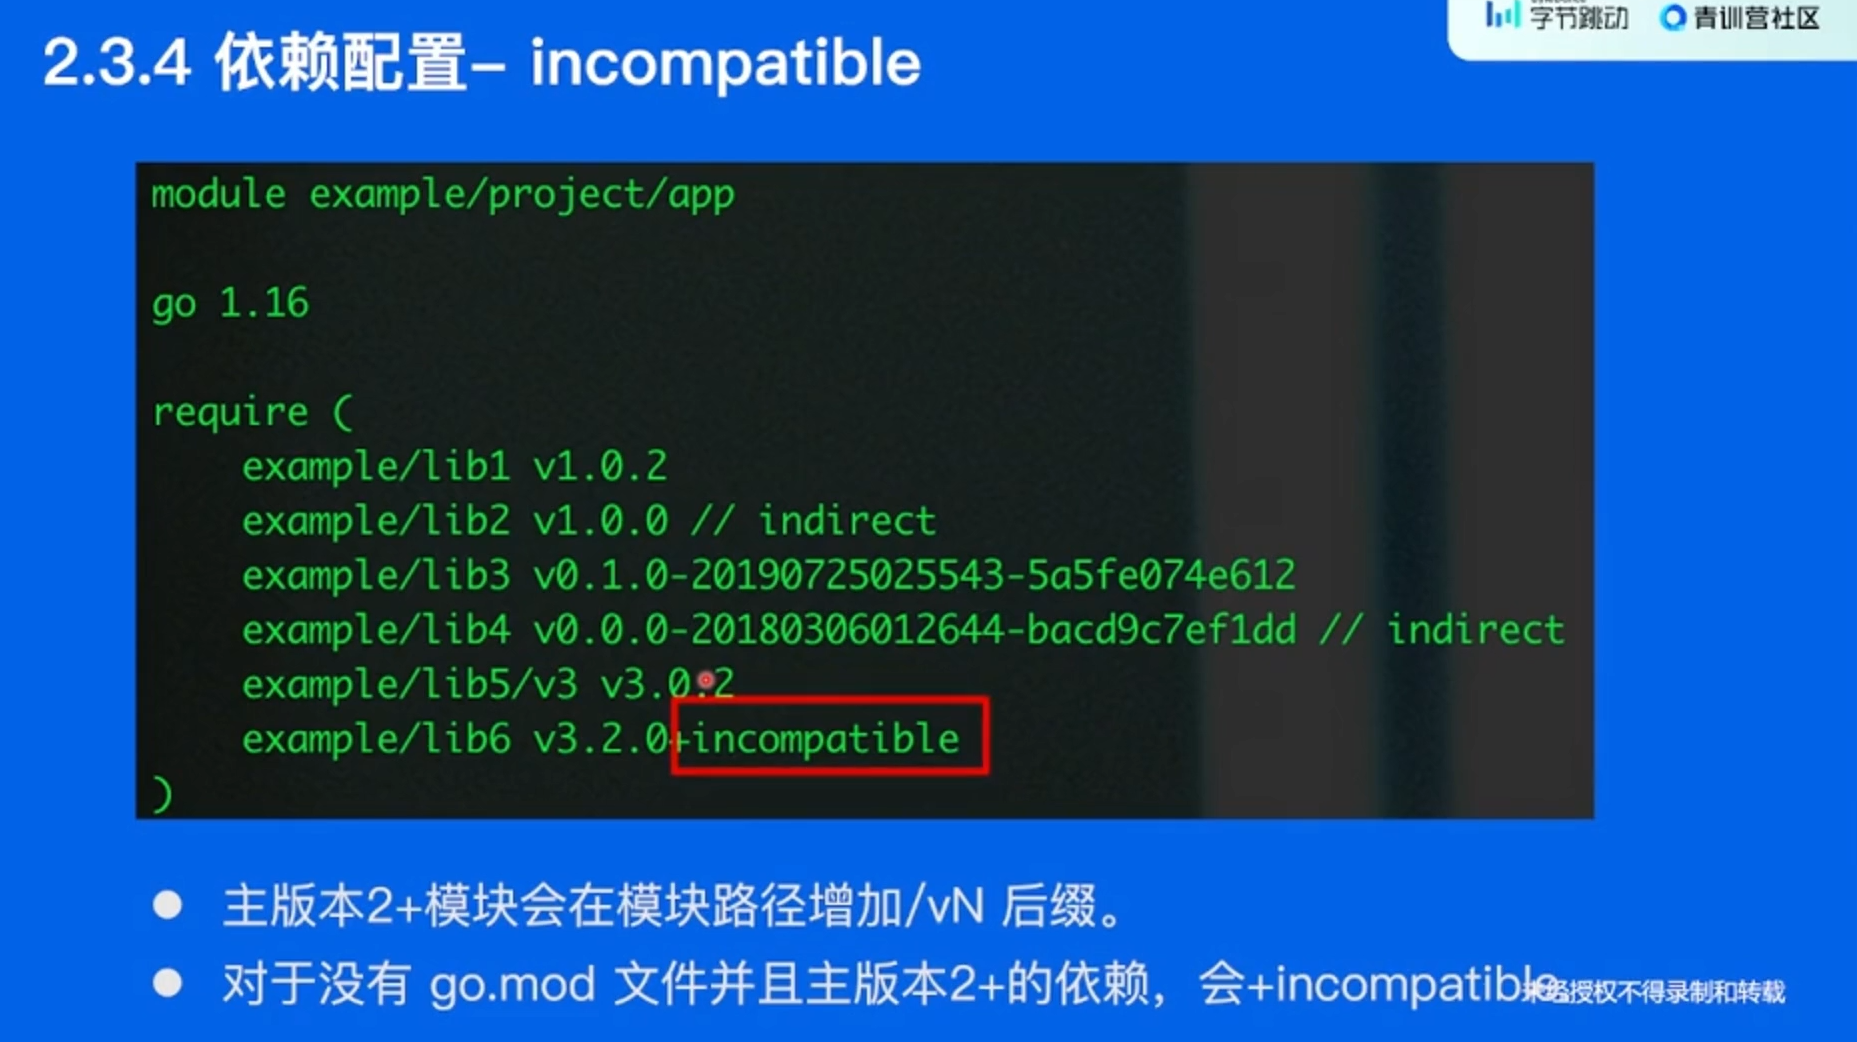 字节跳动 青训营社区
2.3.4 依赖配置– incompatible
module example/project/app
go 1.16
require (
example/lib1 v1.0.2
example/lib2 v1.0.0 // indirect
example/lib3 v0.1.0-20190725025543-5a5fe074e612
example/lib4 v0.0.0-20180306012644-bacd9c7ef1dd // indirect
example/lib5/v3 v3.0.2
example/lib6 v3.2.0+incompatible
)
● 主版本2+模块会在模块路径增加/vN 后缀。
● 对于没有 go.mod 文件并且主版本2+的依赖，会+incompatible
未经授权不得录制和转载